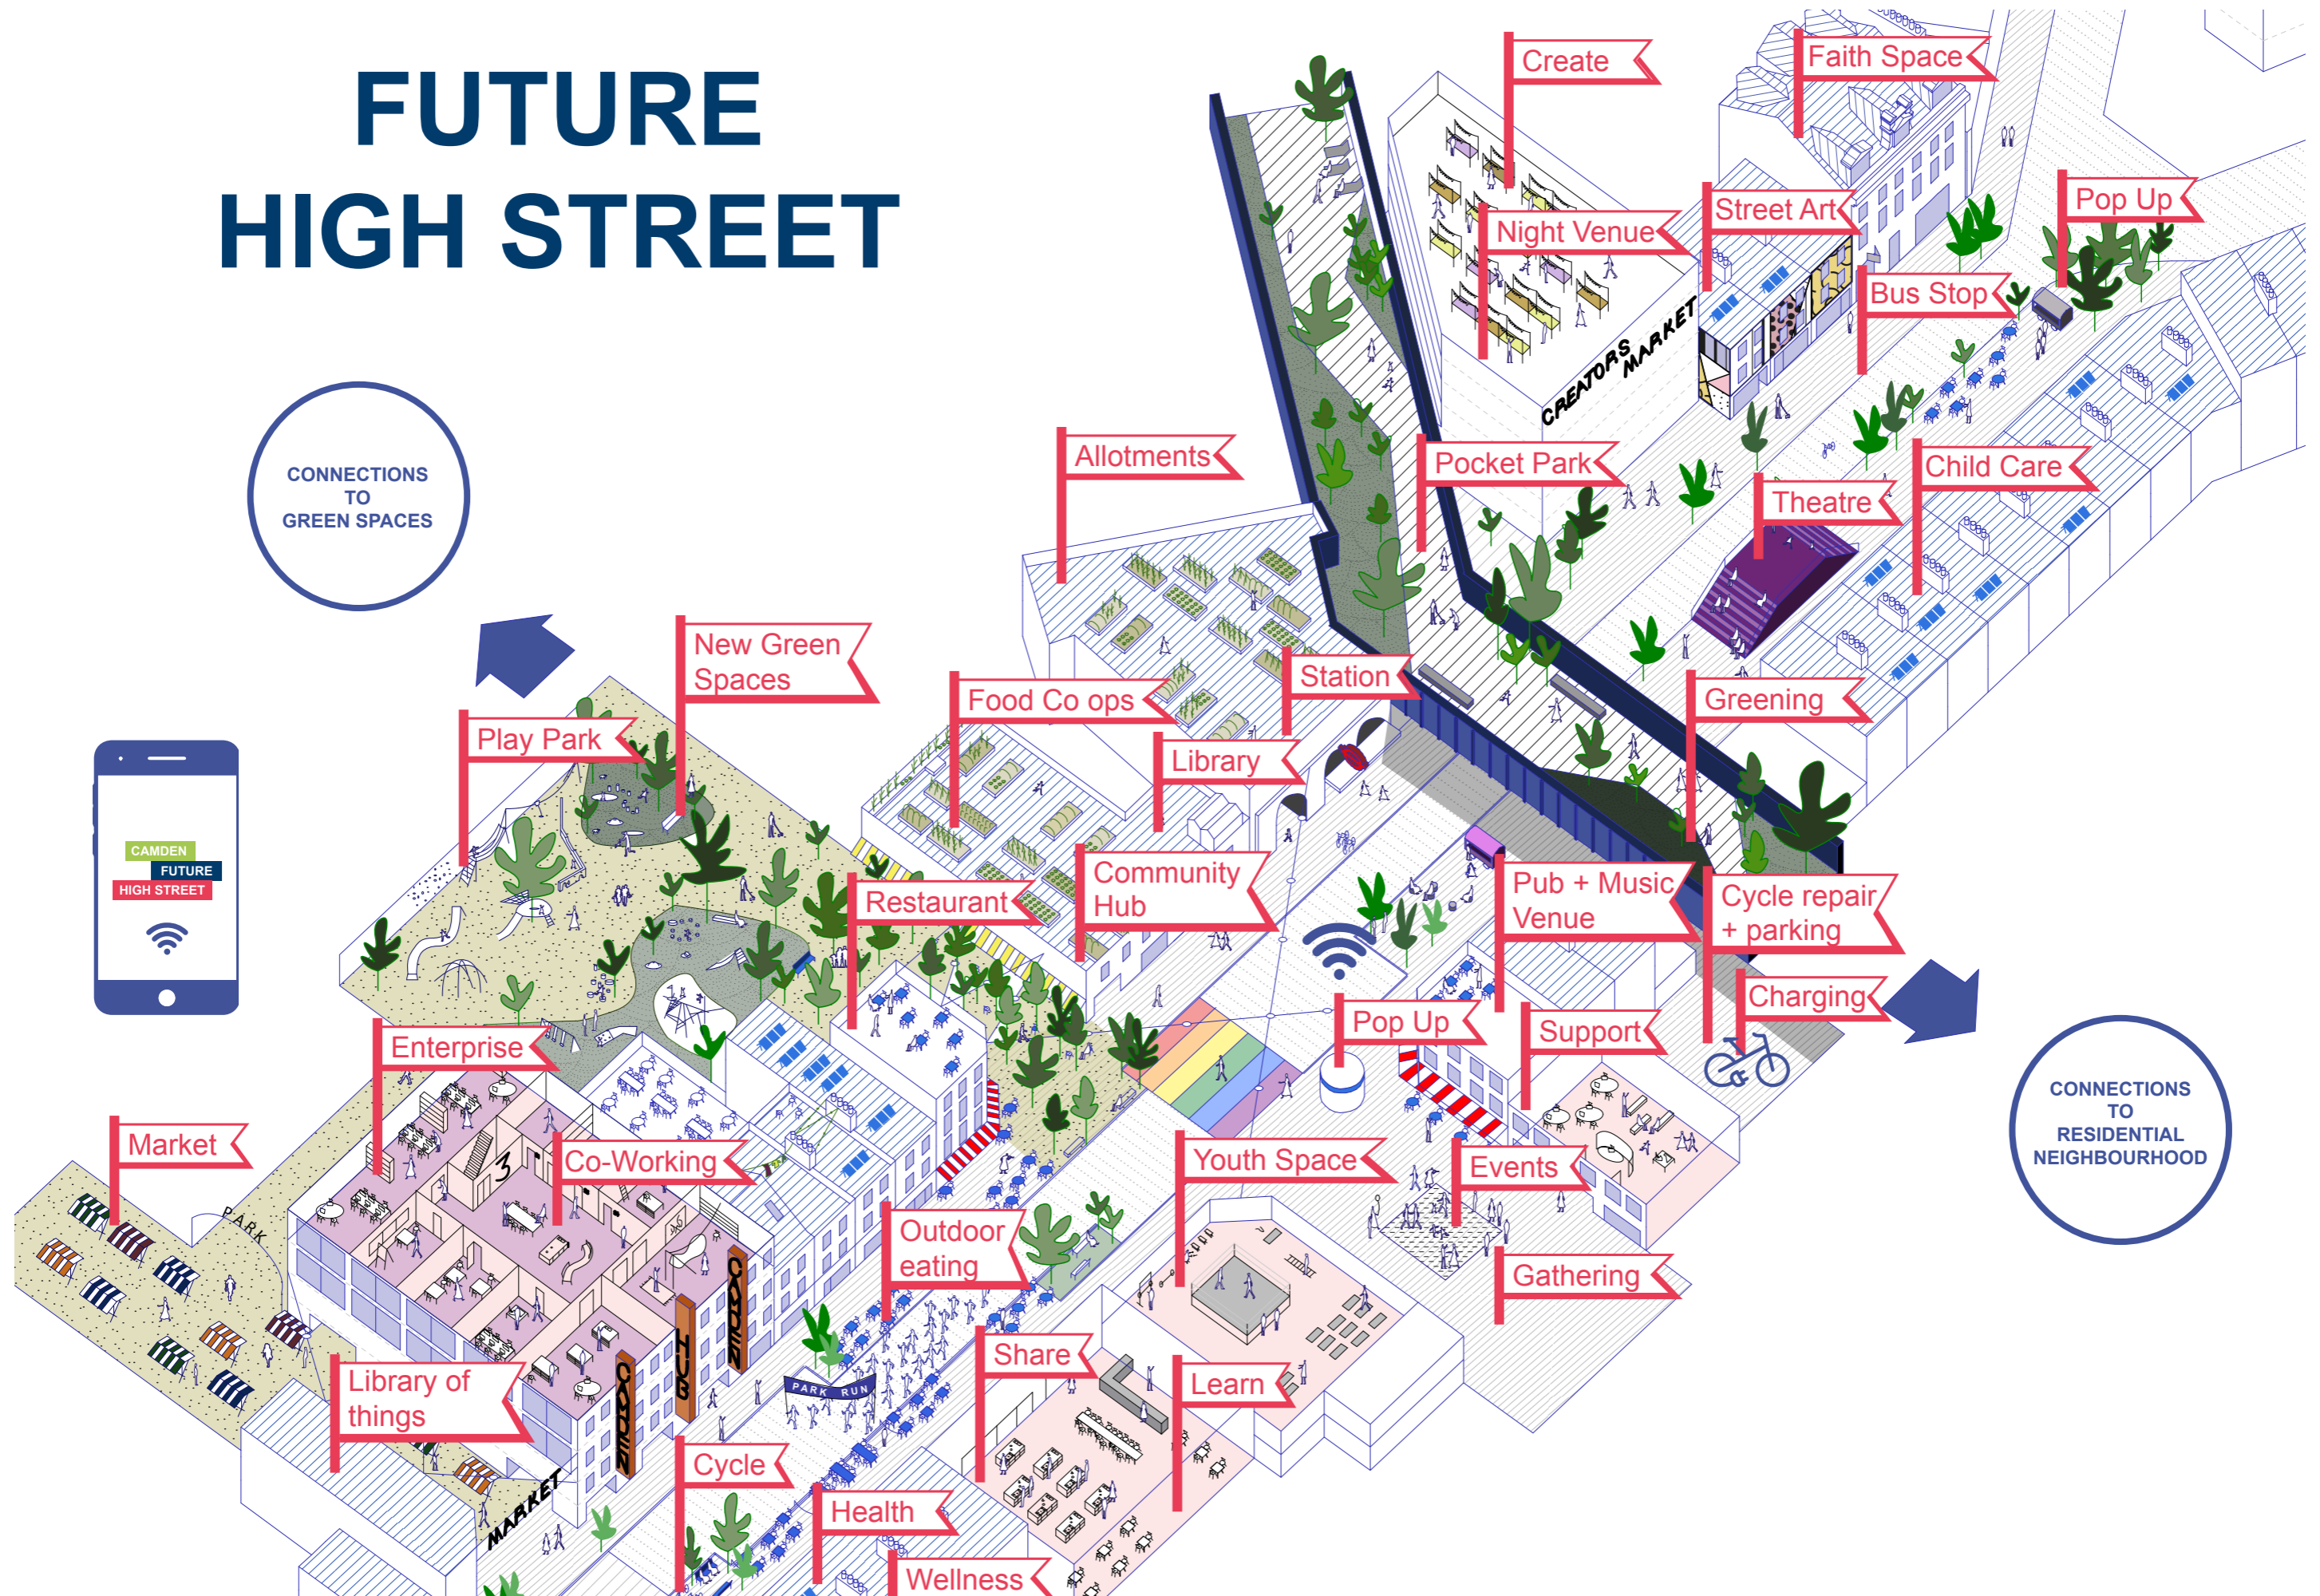 FUTURE
HIGH STREET
Create
Faith Space
Night Venue
Street Art
Pop Up
Bus Stop
CREATORS
MARKET
CONNECTIONS
TO
GREEN SPACES
Allotments
Pocket Park
Child Care
Theatre
New Green
Spaces
Station
Food Co ops
Greening
Play Park
Library
CAMDEN
FUTURE
HIGH STREET
Restaurant
Community
Hub
Pub + Music
Venue
Cycle repair
+ parking
Charging
Enterprise
Pop Up
Support
CONNECTIONS
TO
RESIDENTIAL
NEIGHBOURHOOD
Market
3
Co-Working
Youth Space
Events
PARK
Outdoor
eating
Gathering
HUB
Share
Learn
Library of
things
PARK RUN
Cycle
MARKET
Health
Wellness